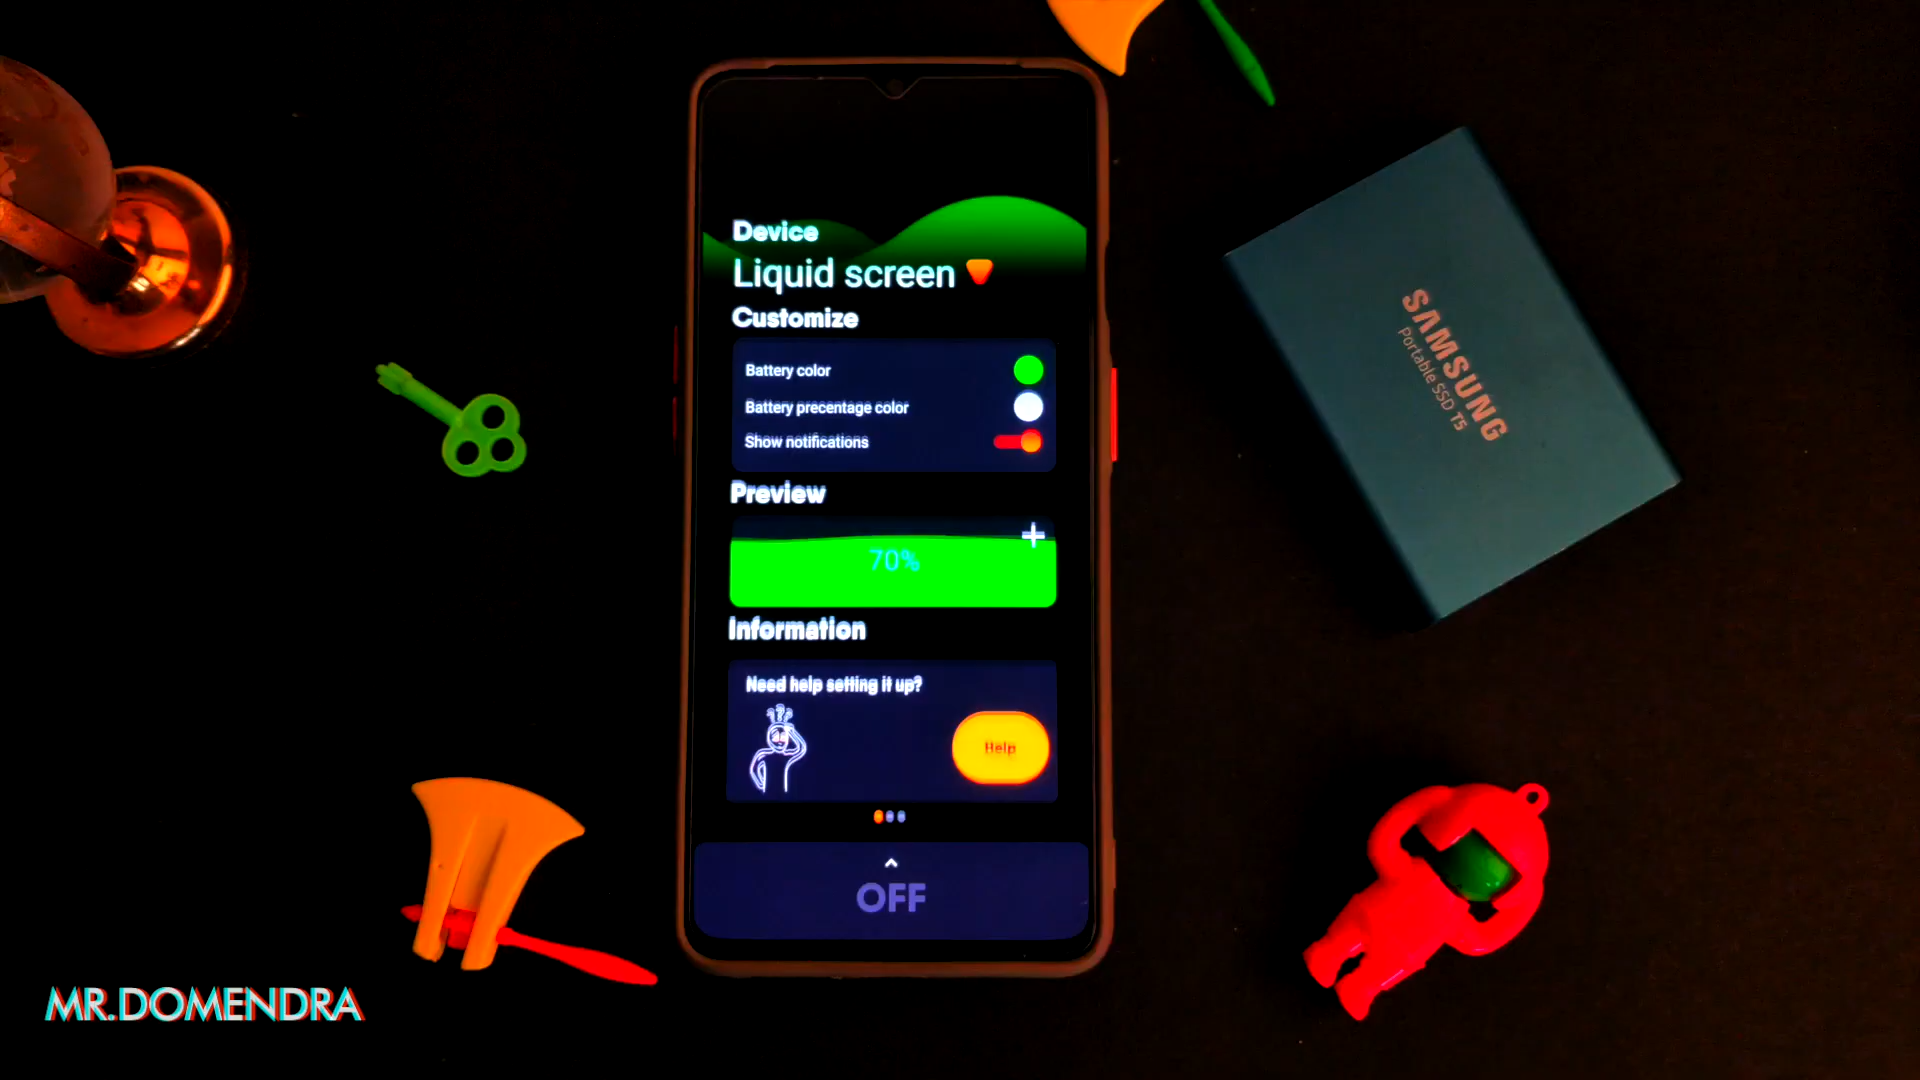 Device
Liquid screen
Customize
Battery color
Battery precentage color
Show notifications
Preview
70%
Information
Need help setting it up?
???
Help
OFF
SAMSUNG
Portable SSD T5
MR.DOMENDRA